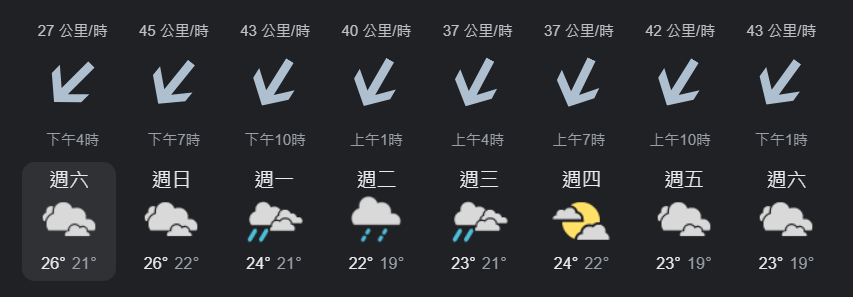 27 公里/時 45 公里/時 43 公里/時 40 公里/時 37 公里/時 37 公里/時 42 公里/時 43 公里/時
下午4時 下午7時 下午10時 上午1時 上午4時 上午7時 上午10時 下午1時
週六 週日 週一 週二 週三 週四 週五 週六
26° 21° 26° 22° 24° 21° 22° 19° 23° 21° 24° 22° 23° 19° 23° 19°